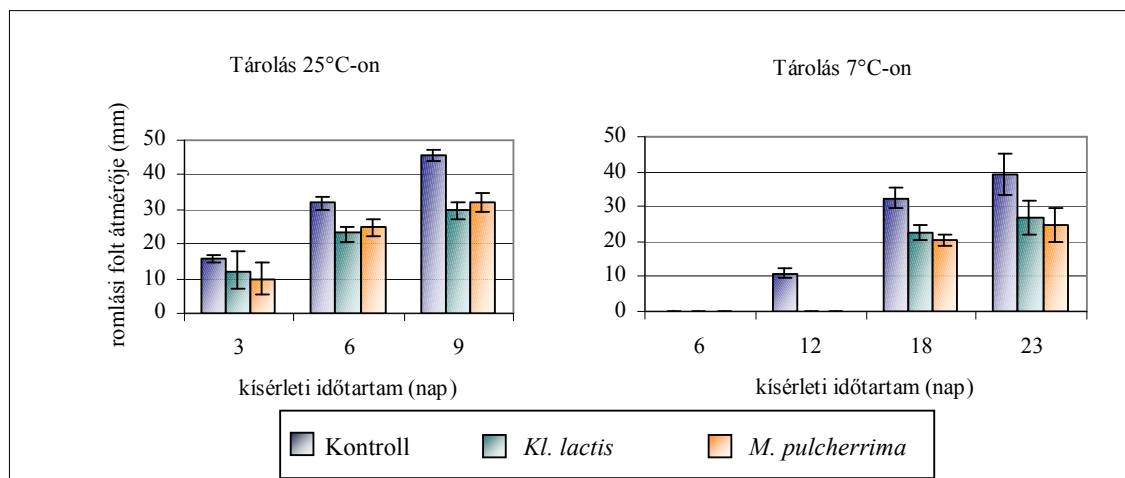 Tárolás 25°C-on
romlási folt átmérője (mm)
50
40
30
20
10
0
3 6 9
kísérleti időtartam (nap)
Tárolás 7°C-on
50
40
30
20
10
0
6 12 18 23
kísérleti időtartam (nap)
Kontroll Kl. lactis M. pulcherrima